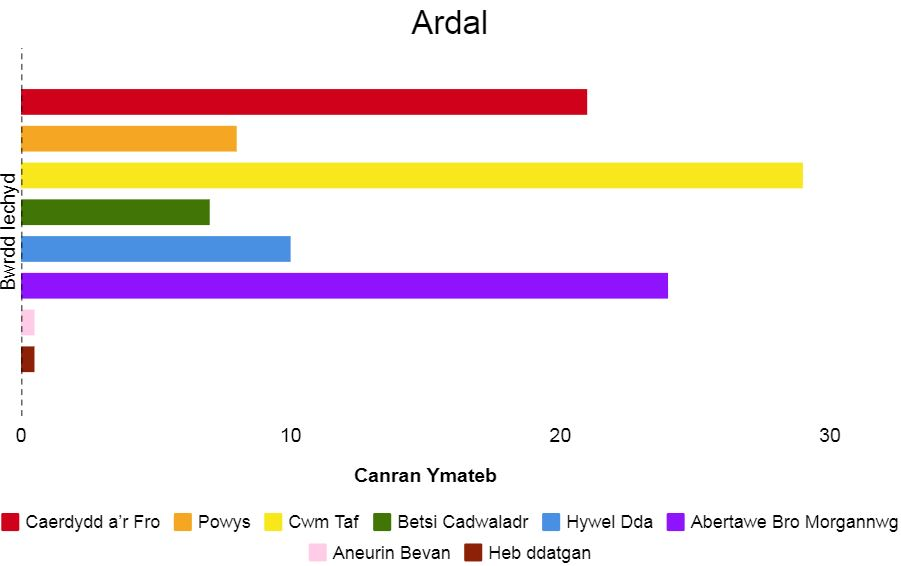 Ardal
Bwrdd Iechyd
0 10 20 30
Canran Ymateb
Caerdydd a’r Fro Powys Cwm Taf Betsi Cadwaladr Hywel Dda Abertawe Bro Morgannwg
Aneurin Bevan Heb ddatgan